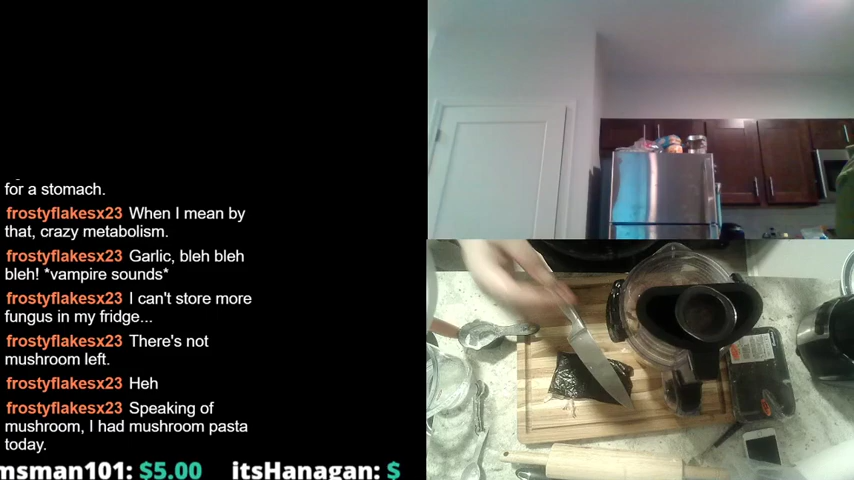 for a stomach.
frostyflakesx23 When I mean by
that, crazy metabolism.
frostyflakesx23 Garlic, bleh bleh
bleh! *vampire sounds*
frostyflakesx23 I can't store more
fungus in my fridge...
frostyflakesx23 There's not
mushroom left.
frostyflakesx23 Heh
frostyflakesx23 Speaking of
mushroom, I had mushroom pasta
today.
msman101: $5.00 itsHanagan: $